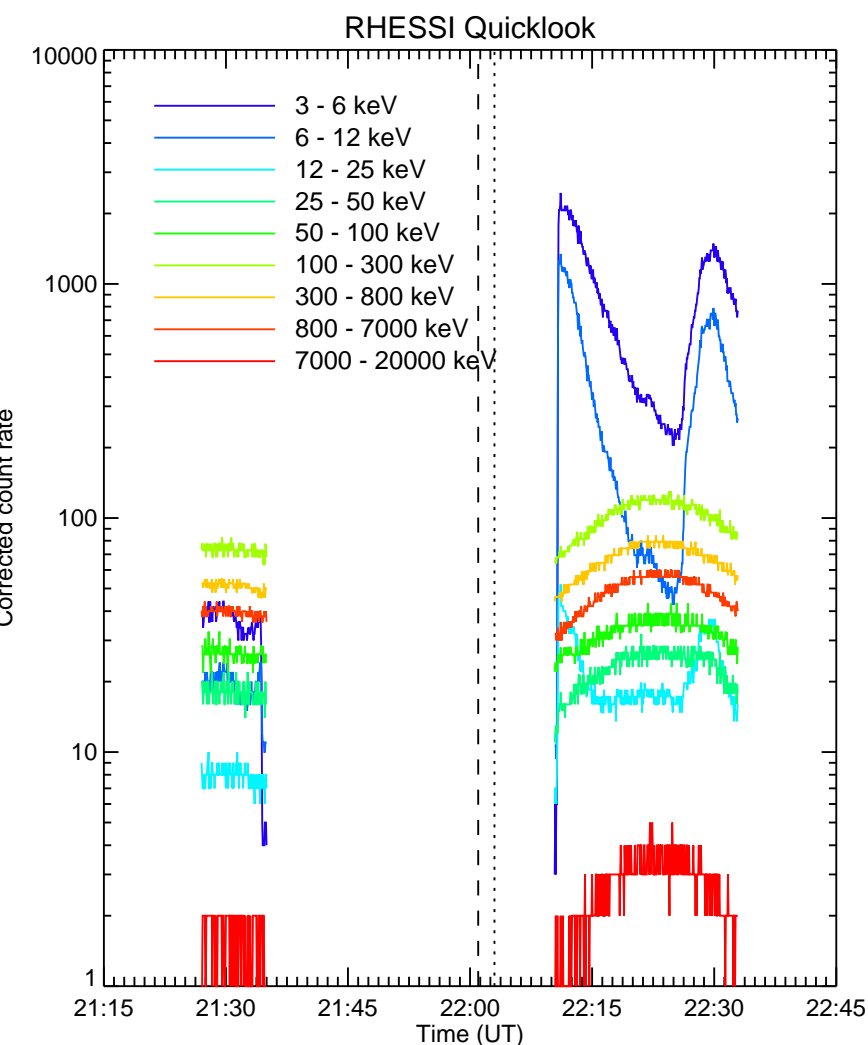 RHESSI Quicklook
10000
1000
100
10
1
Corrected count rate
3 - 6 keV
6 - 12 keV
12 - 25 keV
25 - 50 keV
50 - 100 keV
100 - 300 keV
300 - 800 keV
800 - 7000 keV
7000 - 20000 keV
21:15 21:30 21:45 22:00 22:15 22:30 22:45
Time (UT)